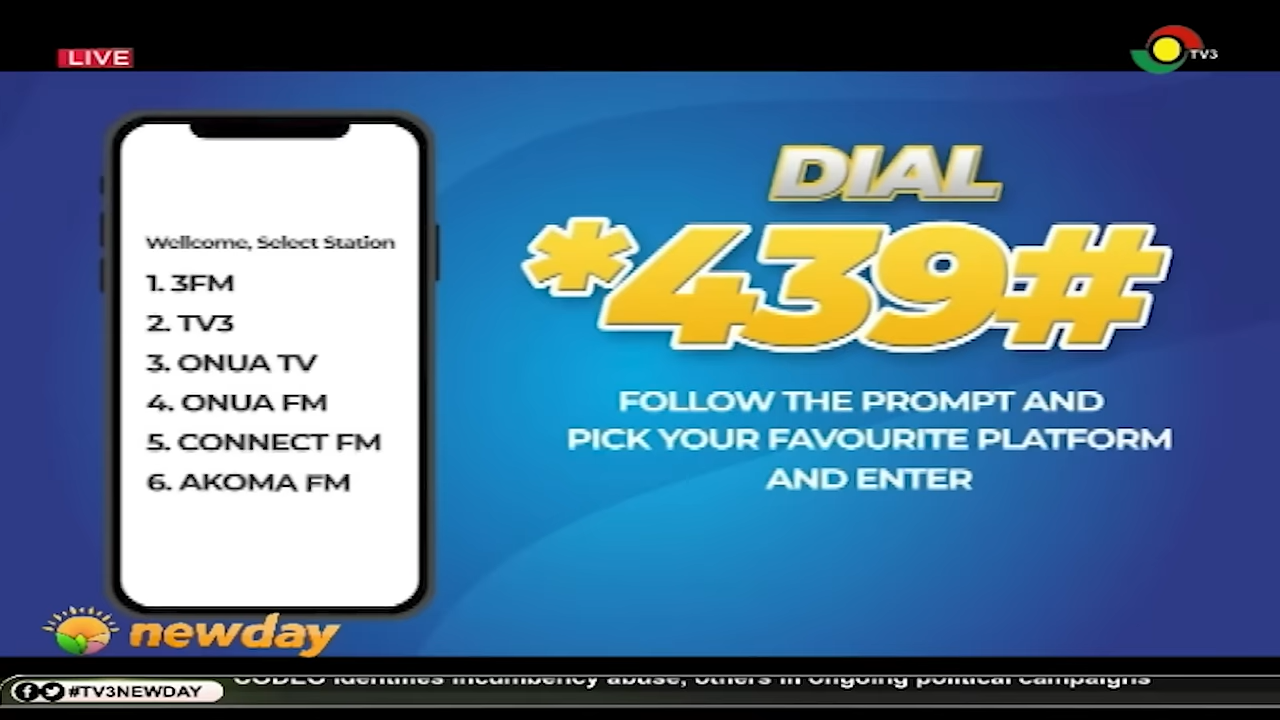 LIVE
TV3
DIAL
*439#
Wellcome, Select Station
1. 3FM
2. TV3
3. ONUA TV
4. ONUA FM
5. CONNECT FM
6. AKOMA FM
FOLLOW THE PROMPT AND
PICK YOUR FAVOURITE PLATFORM
AND ENTER
newday
#TV3NEWDAY
CODEO identifies incumbency abuse, others in ongoing political campaigns